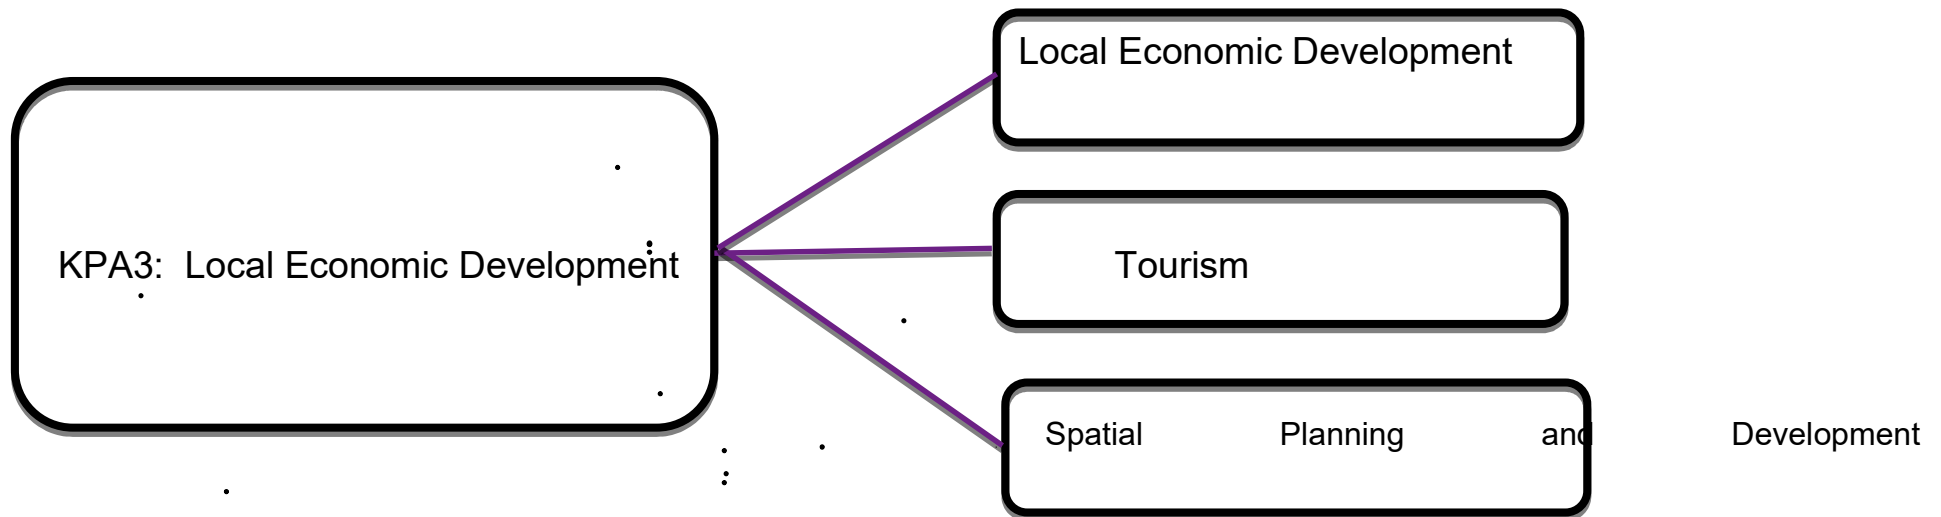 Local Economic Development
KPA3: Local Economic Development
Tourism
Spatial Planning and Development